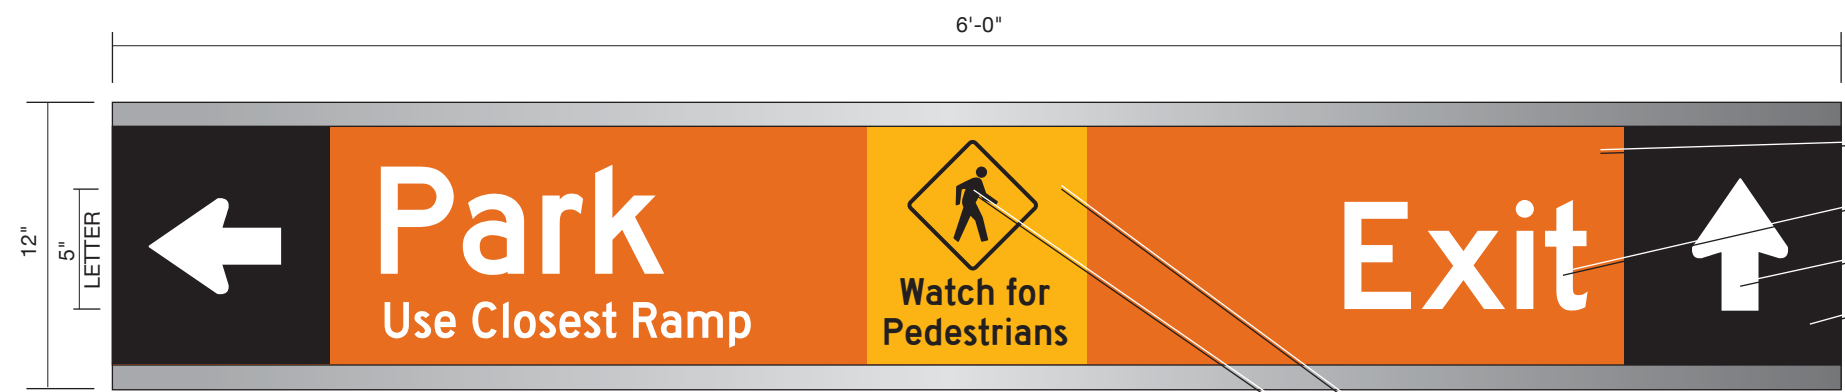 6'-0"
12"
5"
LETTER
Park
Use Closest Ramp
Watch for
Pedestrians
Exit